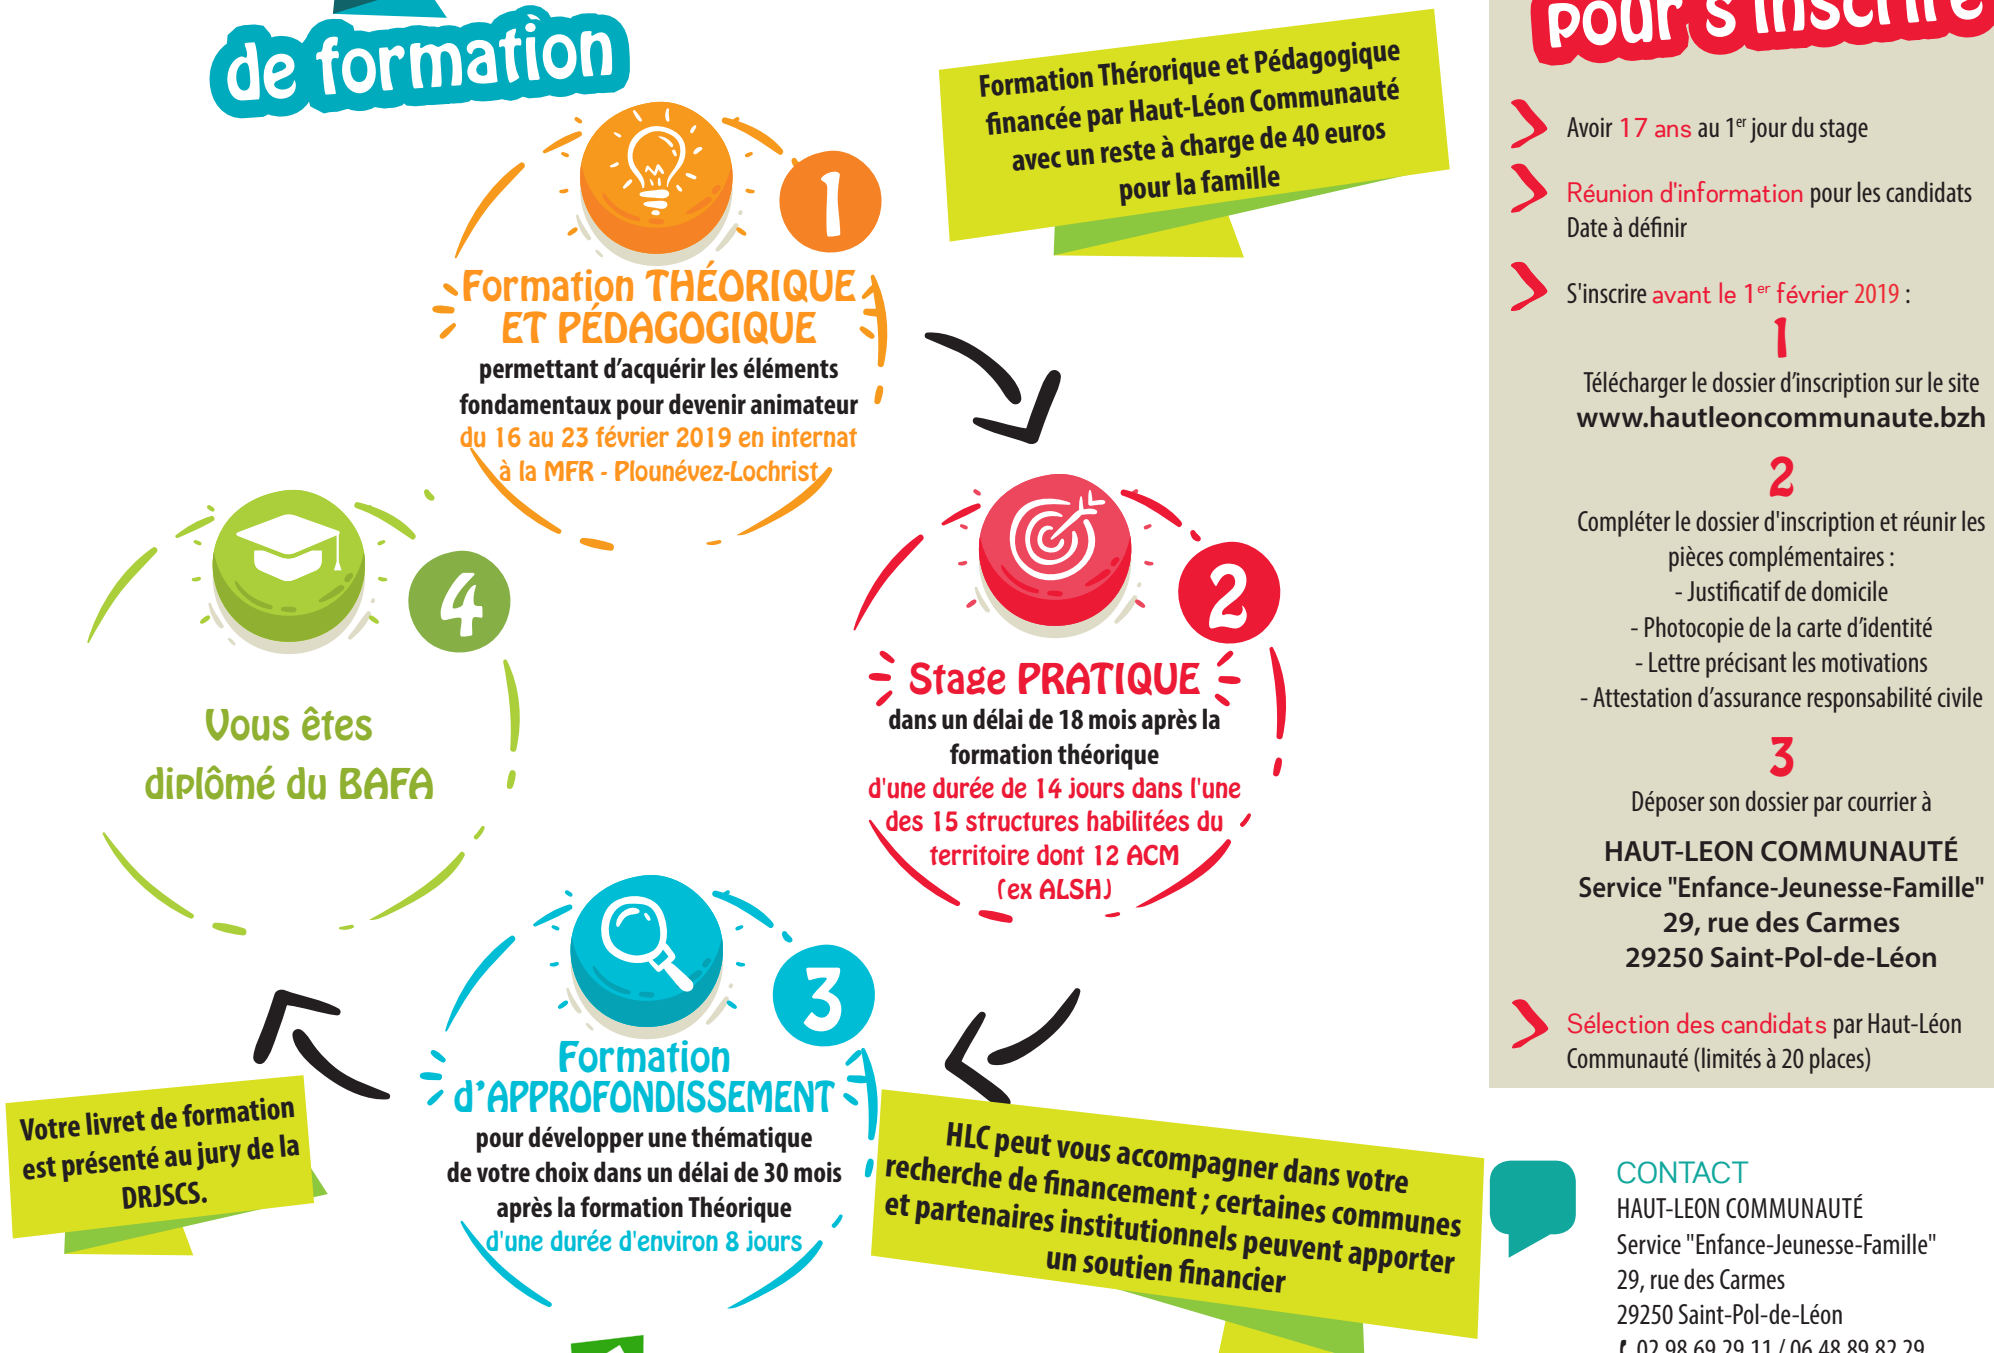 de formation
Formation Thérorique et Pédagogique
financée par Haut-Léon Communauté
avec un reste à charge de 40 euros
pour la famille
1
Formation THÉORIQUE
ET PÉDAGOGIQUE
permettant d'acquérir les éléments
fondamentaux pour devenir animateur
du 16 au 23 février 2019 en internat
à la MFR - Plounévez-Lochrist
2
Stage PRATIQUE
dans un délai de 18 mois après la
formation théorique
d'une durée de 14 jours dans l'une
des 15 structures habilitées du
territoire dont 12 ACM
(ex ALSH)
3
Formation
d'APPROFONDISSEMENT
pour développer une thématique
de votre choix dans un délai de 30 mois
après la formation Théorique
d'une durée d'environ 8 jours
HLC peut vous accompagner dans votre
recherche de financement ; certaines communes
et partenaires institutionnels peuvent apporter
un soutien financier
4
Vous êtes
diplômé du BAFA
Votre livret de formation
est présenté au jury de la
DRJSCS.
pour s'inscrire
Avoir 17 ans au 1er jour du stage
Réunion d'information pour les candidats
Date à définir
S'inscrire avant le 1er février 2019 :
1
Télécharger le dossier d'inscription sur le site
www.hautleoncommunaute.bzh
2
Compléter le dossier d'inscription et réunir les
pièces complémentaires :
- Justificatif de domicile
- Photocopie de la carte d'identité
- Lettre précisant les motivations
- Attestation d'assurance responsabilité civile
3
Déposer son dossier par courrier à
HAUT-LEON COMMUNAUTÉ
Service "Enfance-Jeunesse-Famille"
29, rue des Carmes
29250 Saint-Pol-de-Léon
Sélection des candidats par Haut-Léon
Communauté (limités à 20 places)
CONTACT
HAUT-LEON COMMUNAUTÉ
Service "Enfance-Jeunesse-Famille"
29, rue des Carmes
29250 Saint-Pol-de-Léon
02 98 69 29 11 / 06 48 89 82 29